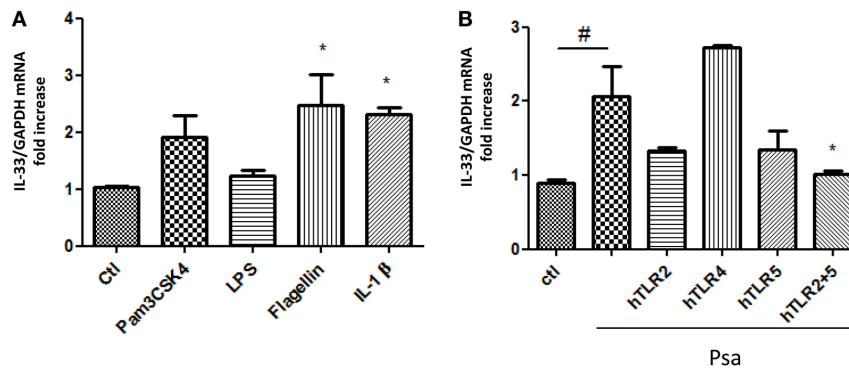 A
IL-33/GAPDH mRNA
fold increase
4
3
2
1
0
*
*
Ctl
Pam3CSK4
LPS
Flagellin
IL-1 β
B
IL-33/GAPDH mRNA
fold increase
3
2
1
0
#
*
ctl
hTLR2
hTLR4
hTLR5
hTLR2+5
Psa